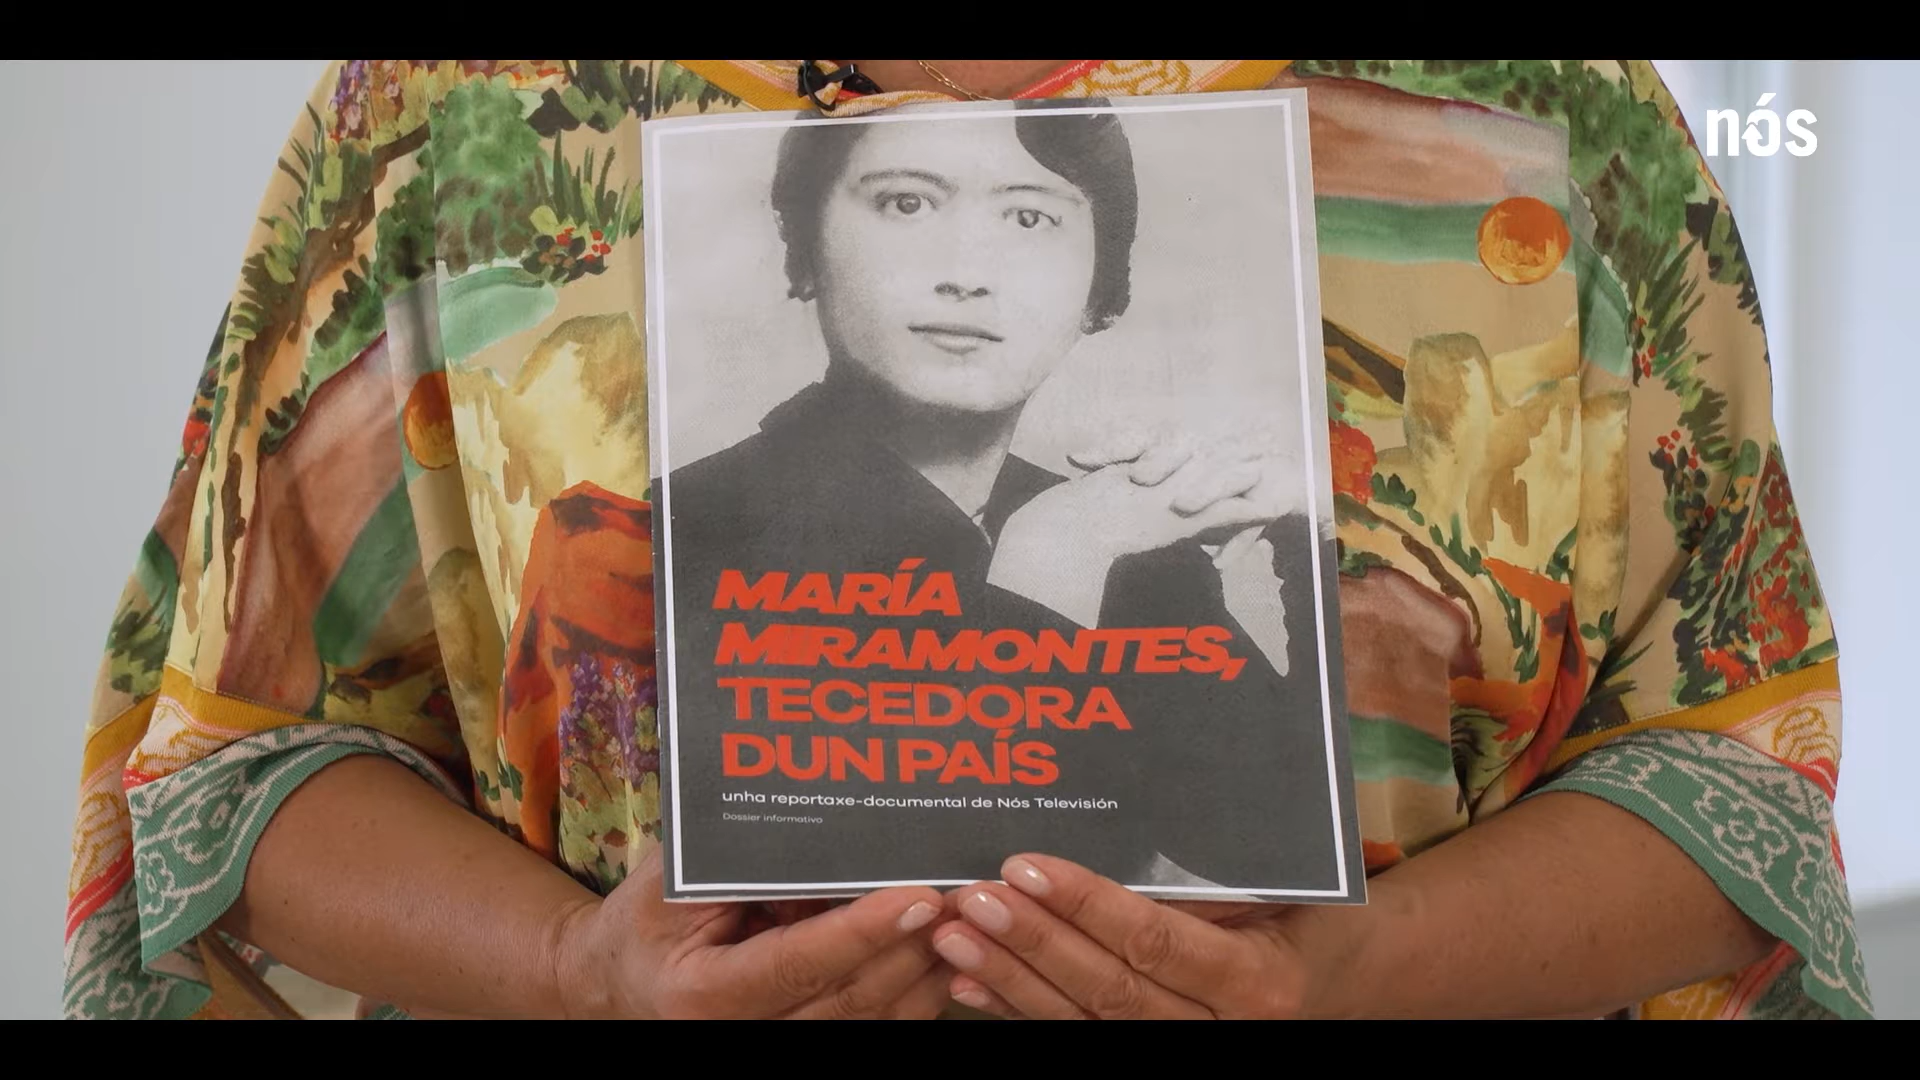 nós
MARÍA
MIRAMONTES,
TECEDORA
DUN PAÍS
unha reportaxe-documental de Nós Televisión
Dossier informativo